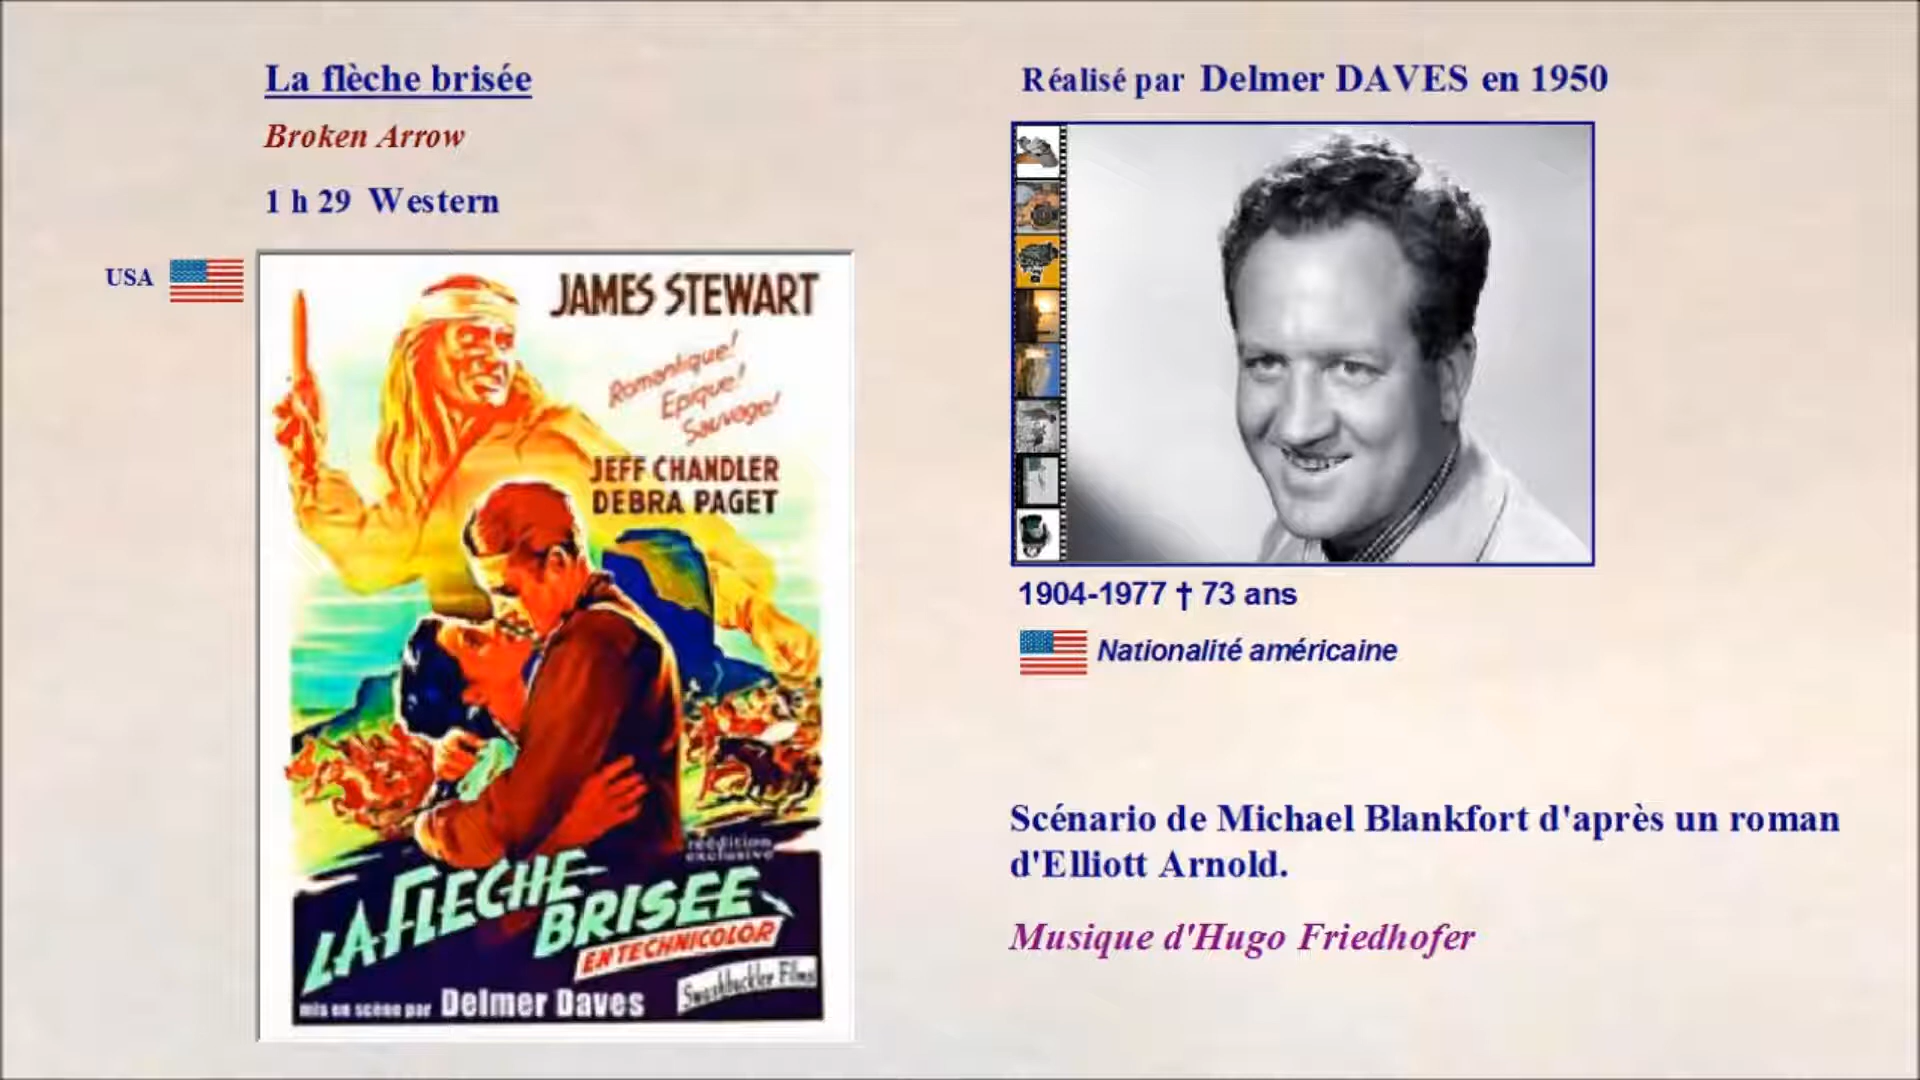 La flèche brisée
Broken Arrow
1 h 29 Western
USA
JAMES STEWART
Romantique!
Epique!
Sauvage!
JEFF CHANDLER
DEBRA PAGET
réédition
exclusive
LA FLECHE
BRISEE
EN TECHNICOLOR
Swashbuckler Films
mis en scène par Delmer Daves
Réalisé par Delmer DAVES en 1950
1904-1977 † 73 ans
Nationalité américaine
Scénario de Michael Blankfort d'après un roman
d'Elliott Arnold.
Musique d'Hugo Friedhofer